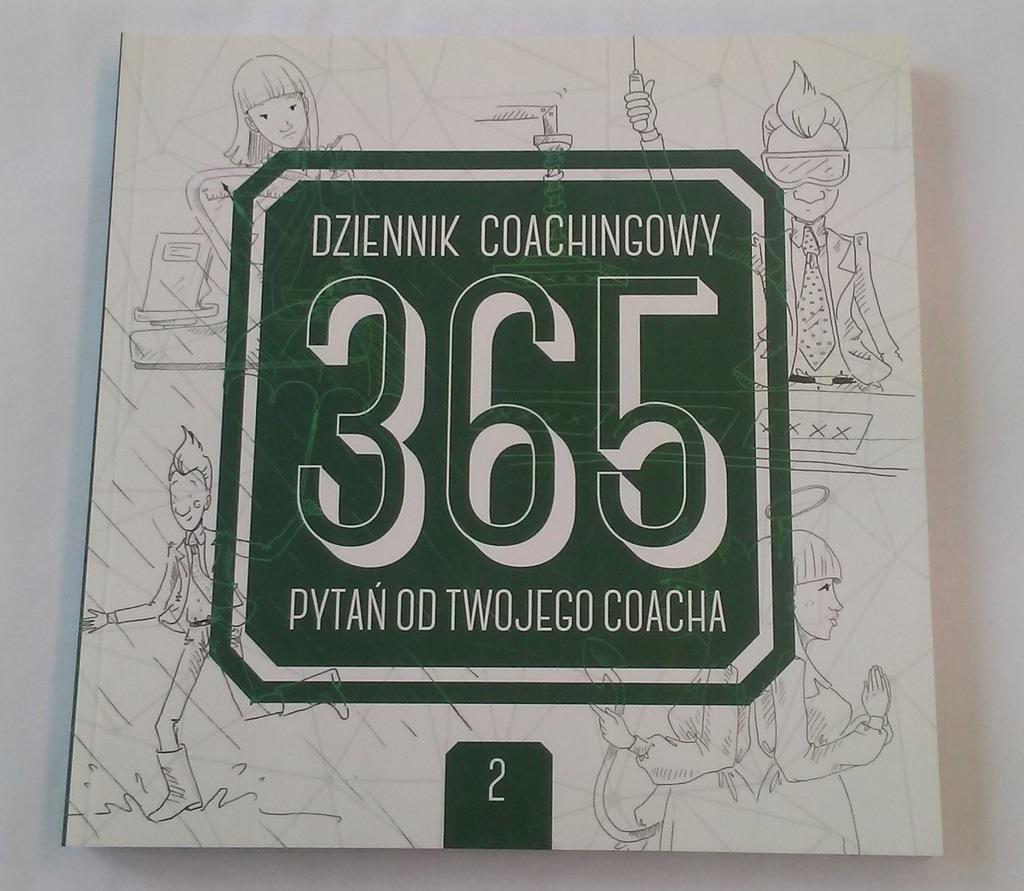 DZIENNIK COACHINGOWY
365
PYTAŃ OD TWOJEGO COACHA
2